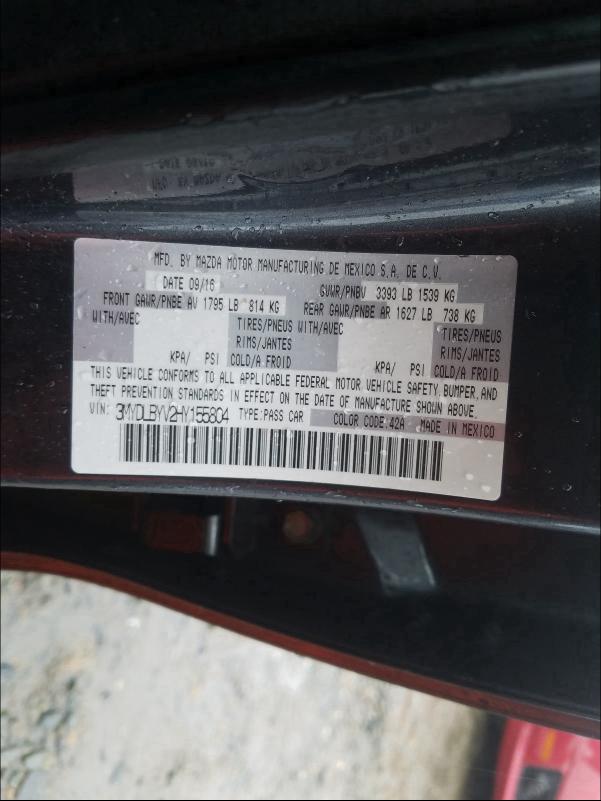 MFD. BY MAZDA MOTOR MANUFACTURING DE MEXICO S.A. DE C.V.
DATE 09/16 GVWR/PNBV 3393 LB 1539 KG
FRONT GAWR/PNBE AV 1795 LB 814 KG REAR GAWR/PNBE AR 1627 LB 738 KG
WITH/AVEC TIRES/PNEUS WITH/AVEC TIRES/PNEUS
RIMS/JANTES RIMS/JANTES
KPA/ PSI COLD/A FROID KPA/ PSI COLD/A FROID
THIS VEHICLE CONFORMS TO ALL APPLICABLE FEDERAL MOTOR VEHICLE SAFETY, BUMPER, AND
THEFT PREVENTION STANDARDS IN EFFECT ON THE DATE OF MANUFACTURE SHOWN ABOVE.
VIN: 3MYDLBYV2HY155804 TYPE:PASS CAR COLOR CODE:42A MADE IN MEXICO